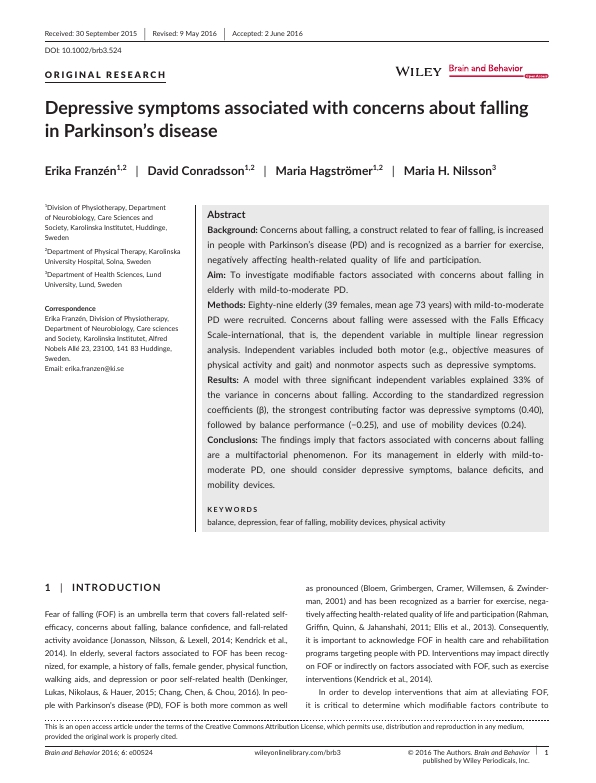 Received: 30 September 2015 | Revised: 9 May 2016 | Accepted: 2 June 2016
DOI: 10.1002/brb3.524
ORIGINAL RESEARCH
WILEY Brain and Behavior
Open Access
Depressive symptoms associated with concerns about falling
in Parkinson's disease
Erika Franzén1,2 | David Conradsson1,2 | Maria Hagströmer1,2 | Maria H. Nilsson3
1Division of Physiotherapy, Department
of Neurobiology, Care Sciences and
Society, Karolinska Institutet, Huddinge,
Sweden
2Department of Physical Therapy, Karolinska
University Hospital, Solna, Sweden
3Department of Health Sciences, Lund
University, Lund, Sweden
Correspondence
Erika Franzén, Division of Physiotherapy,
Department of Neurobiology, Care sciences
and Society, Karolinska Institutet, Alfred
Nobels Allé 23, 23100, 141 83 Huddinge,
Sweden.
Email: erika.franzen@ki.se
Abstract
Background: Concerns about falling, a construct related to fear of falling, is increased
in people with Parkinson's disease (PD) and is recognized as a barrier for exercise,
negatively affecting health-related quality of life and participation.
Aim: To investigate modifiable factors associated with concerns about falling in
elderly with mild-to-moderate PD.
Methods: Eighty-nine elderly (39 females, mean age 73 years) with mild-to-moderate
PD were recruited. Concerns about falling were assessed with the Falls Efficacy
Scale-international, that is, the dependent variable in multiple linear regression
analysis. Independent variables included both motor (e.g., objective measures of
physical activity and gait) and nonmotor aspects such as depressive symptoms.
Results: A model with three significant independent variables explained 33% of
the variance in concerns about falling. According to the standardized regression
coefficients (β), the strongest contributing factor was depressive symptoms (0.40),
followed by balance performance (−0.25), and use of mobility devices (0.24).
Conclusions: The findings imply that factors associated with concerns about falling
are a multifactorial phenomenon. For its management in elderly with mild-to-
moderate PD, one should consider depressive symptoms, balance deficits, and
mobility devices.
KEYWORDS
balance, depression, fear of falling, mobility devices, physical activity
1 | INTRODUCTION
Fear of falling (FOF) is an umbrella term that covers fall-related self-
efficacy, concerns about falling, balance confidence, and fall-related
activity avoidance (Jonasson, Nilsson, & Lexell, 2014; Kendrick et al.,
2014). In elderly, several factors associated to FOF has been recog-
nized, for example, a history of falls, female gender, physical function,
walking aids, and depression or poor self-related health (Denkinger,
Lukas, Nikolaus, & Hauer, 2015; Chang, Chen, & Chou, 2016). In peo-
ple with Parkinson's disease (PD), FOF is both more common as well
as pronounced (Bloem, Grimbergen, Cramer, Willemsen, & Zwinder-
man, 2001) and has been recognized as a barrier for exercise, nega-
tively affecting health-related quality of life and participation (Rahman,
Griffin, Quinn, & Jahanshahi, 2011; Ellis et al., 2013). Consequently,
it is important to acknowledge FOF in health care and rehabilitation
programs targeting people with PD. Interventions may impact directly
on FOF or indirectly on factors associated with FOF, such as exercise
interventions (Kendrick et al., 2014).
In order to develop interventions that aim at alleviating FOF,
it is critical to determine which modifiable factors contribute to
This is an open access article under the terms of the Creative Commons Attribution License, which permits use, distribution and reproduction in any medium,
provided the original work is properly cited.
Brain and Behavior 2016; 6: e00524
wileyonlinelibrary.com/brb3
© 2016 The Authors. Brain and Behavior | 1
published by Wiley Periodicals, Inc.